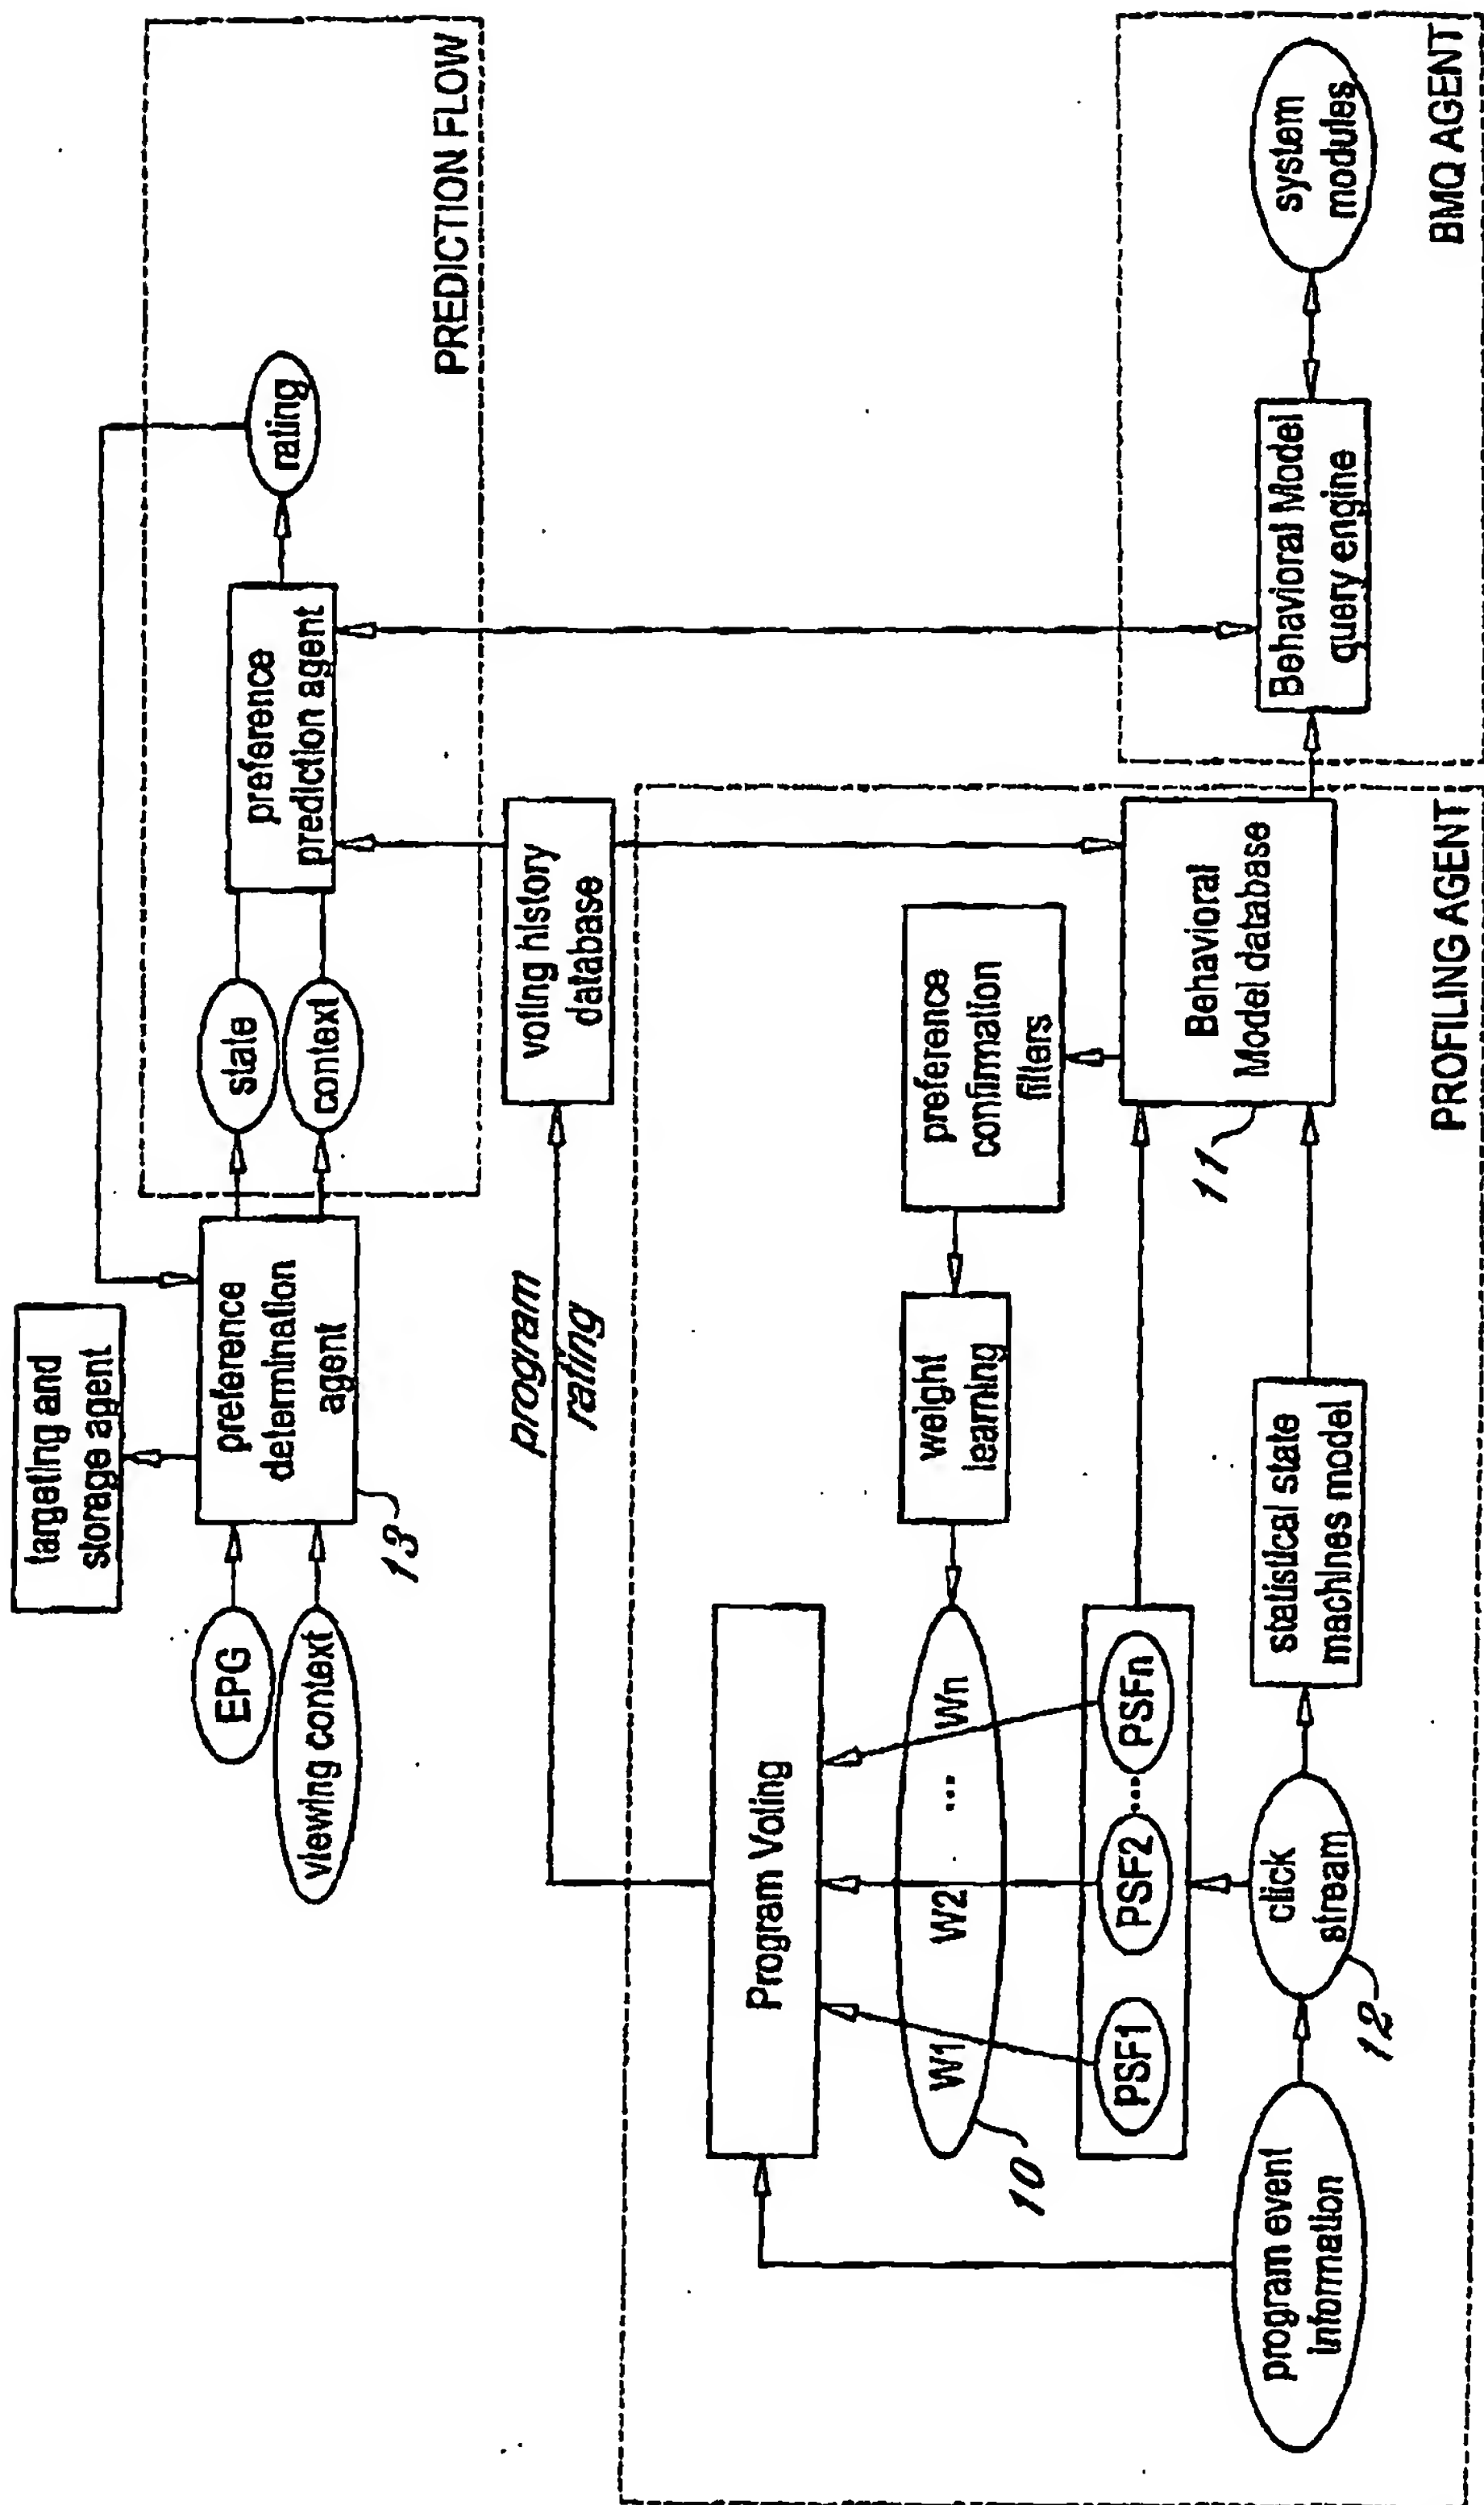 targeting and
storage agent
EPG
viewing context
preference
determination
agent
13
state
context
preference
prediction agent
rating
PREDICTION FLOW
program
rating
voting history
database
Program Voting
W1 W2 ... Wn
10
weight
learning
preference
confirmation
filters
PSF1 PSF2 ... PSFn
Behavioral
Model database
11
program event
information
click
stream
12
statistical state
machines model
PROFILING AGENT
Behavioral Model
query engine
system
modules
BMQ AGENT